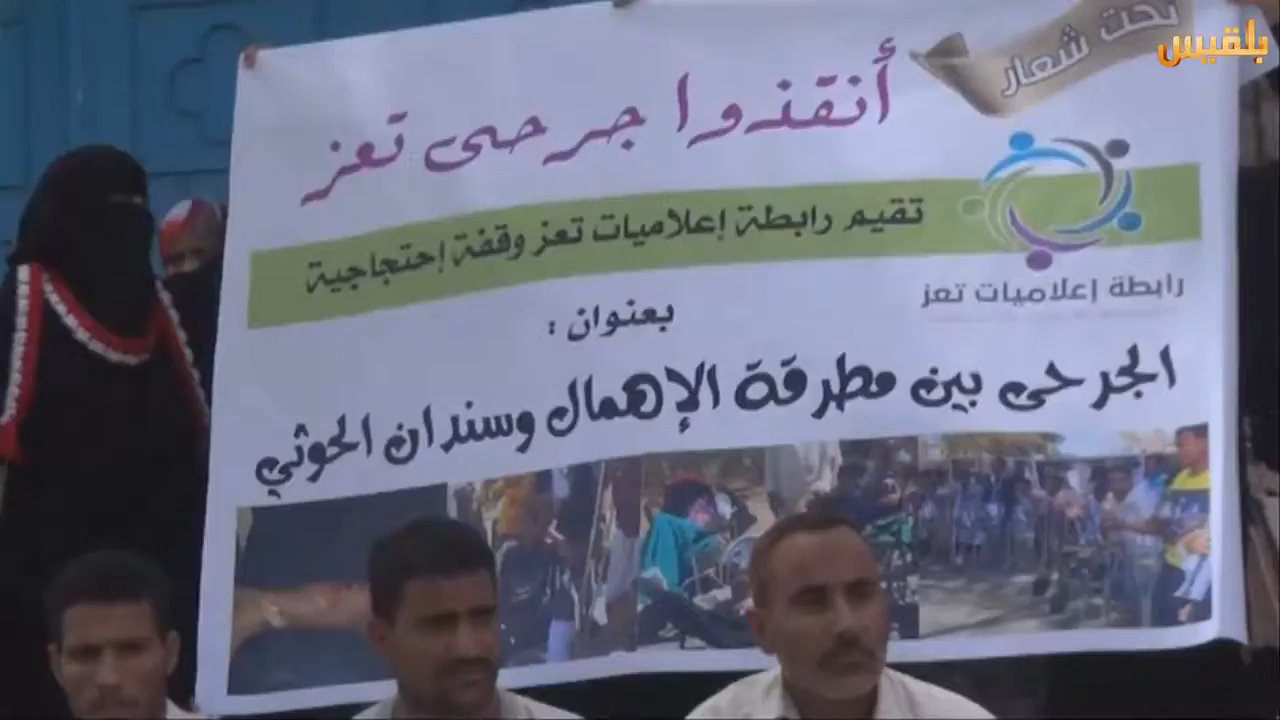 بلقيس
تحت شعار
أنقذوا جرحى تعز
تقيم رابطة إعلاميات تعز وقفة إحتجاجية
رابطة إعلاميات تعز
بعنوان :
الجرحى بين مطرقة الإهمال وسندان الحوثي